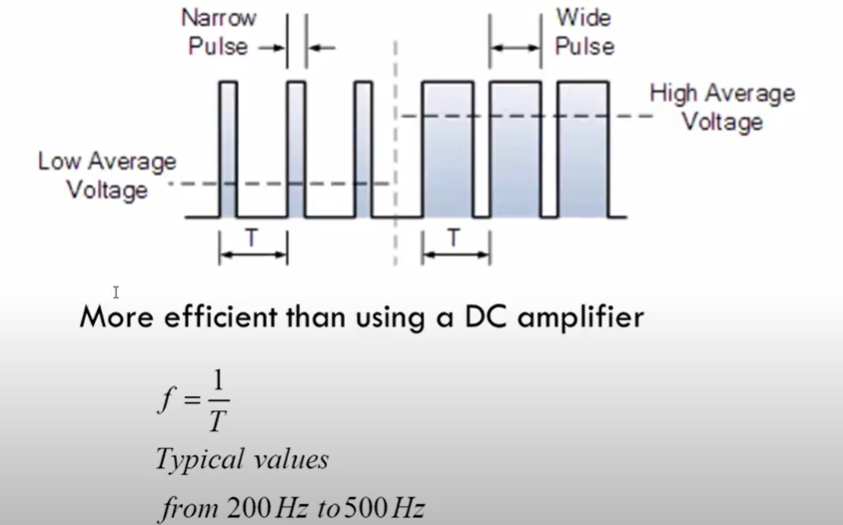 Narrow
Pulse
Wide
Pulse
High Average
Voltage
Low Average
Voltage
T
T
More efficient than using a DC amplifier
f = 1/T
Typical values
from 200 Hz to 500 Hz